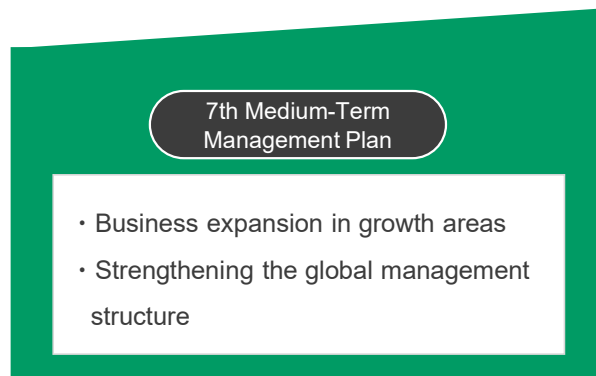 7th Medium-Term
Management Plan
・Business expansion in growth areas
・Strengthening the global management
structure